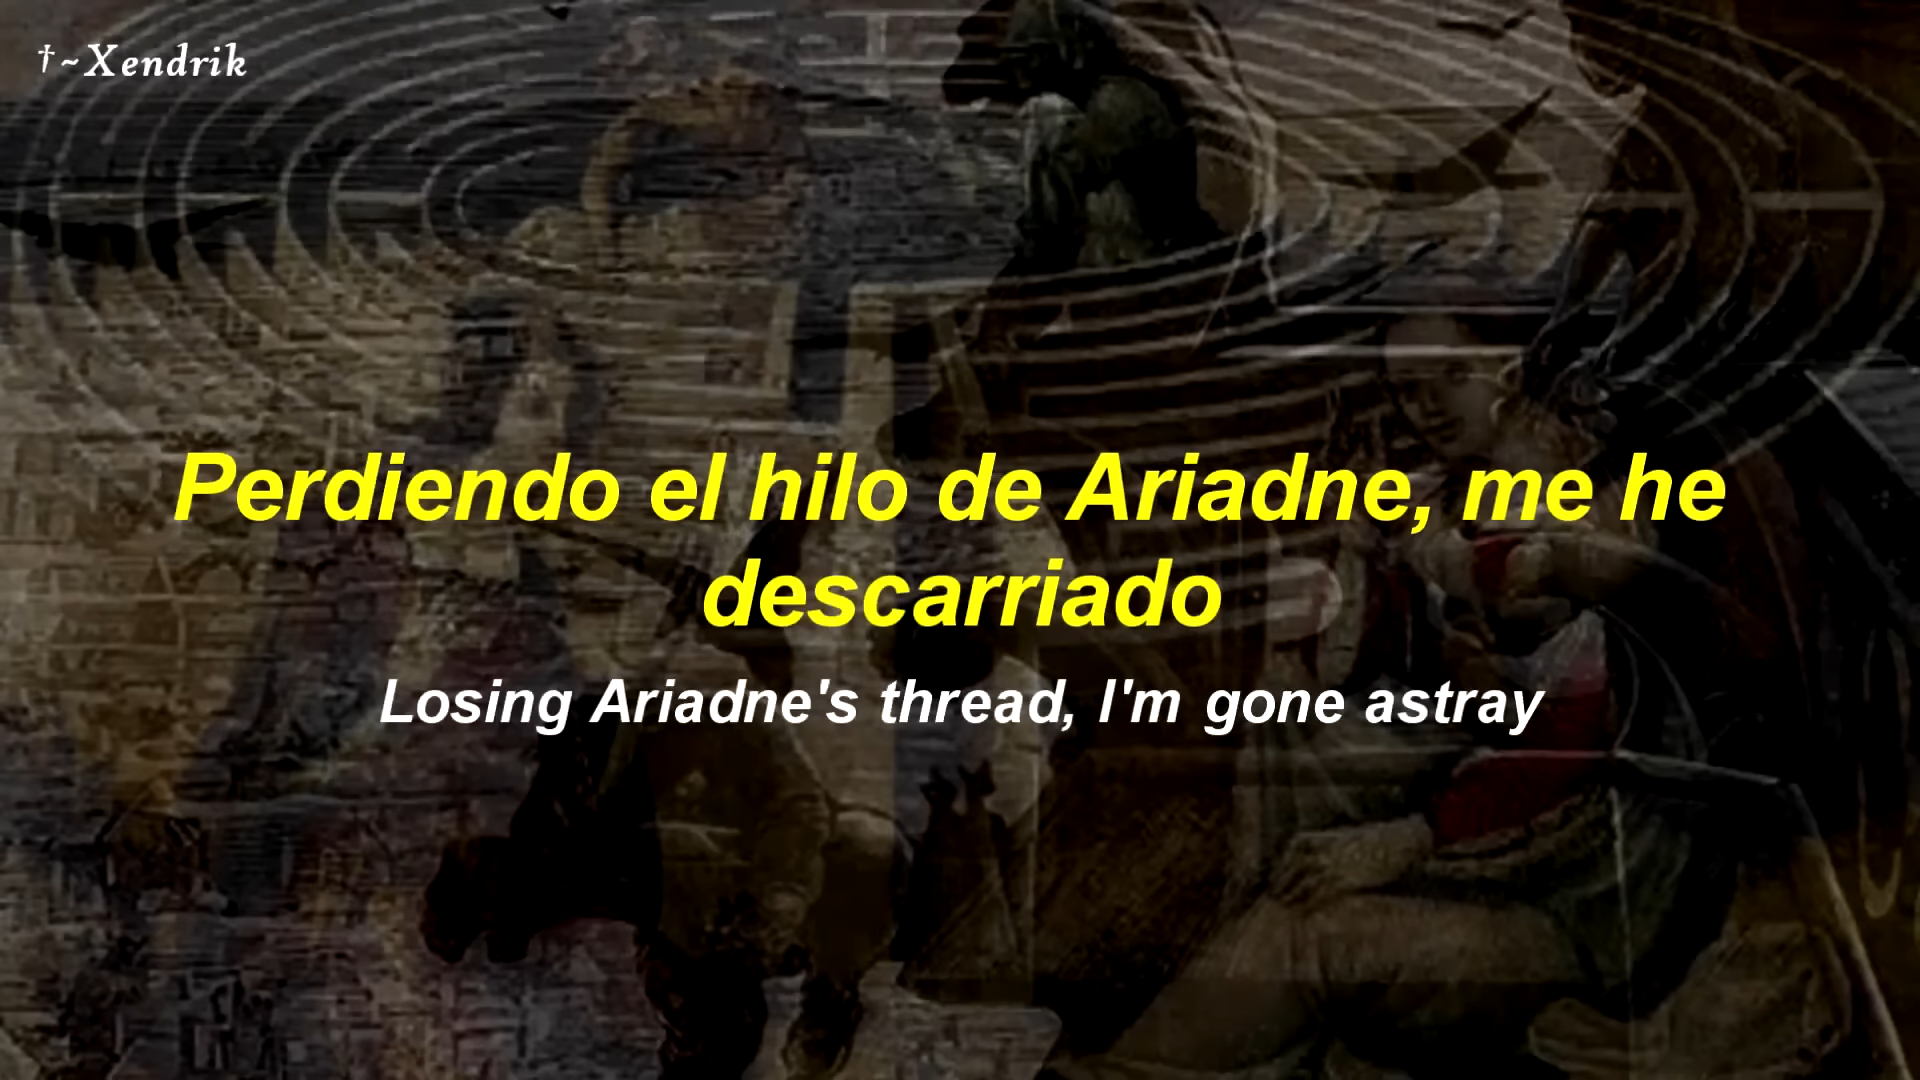 †~Xendrik
Perdiendo el hilo de Ariadne, me he
descarriado
Losing Ariadne's thread, I'm gone astray